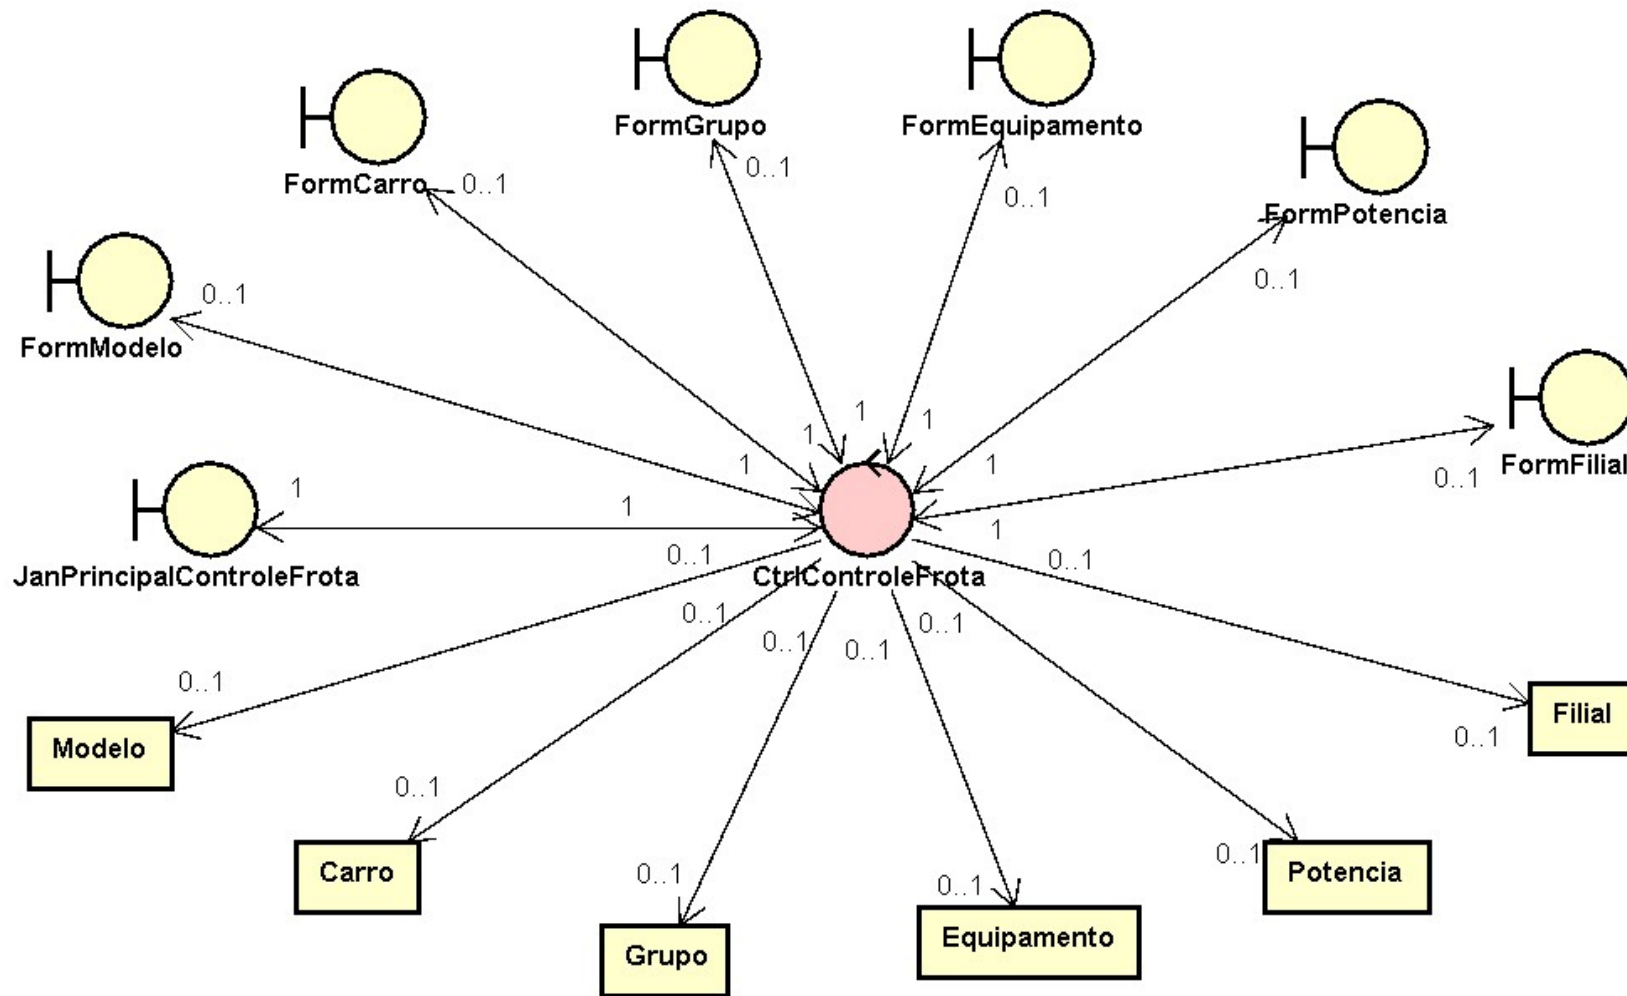 FormGrupo
FormEquipamento
0..1
0..1
FormCarro
0..1
0..1
FormPotencia
0..1
0..1
FormModelo
1
1
1
1
1
FormFilial
0..1
1
1
1
0..1
0..1
JanPrincipalControleFrota
CtrlControleFrota
0..1
0..1
0..1
0..1
0..1
Filial
Modelo
0..1
0..1
0..1
0..1
0..1
Carro
Potencia
Equipamento
Grupo